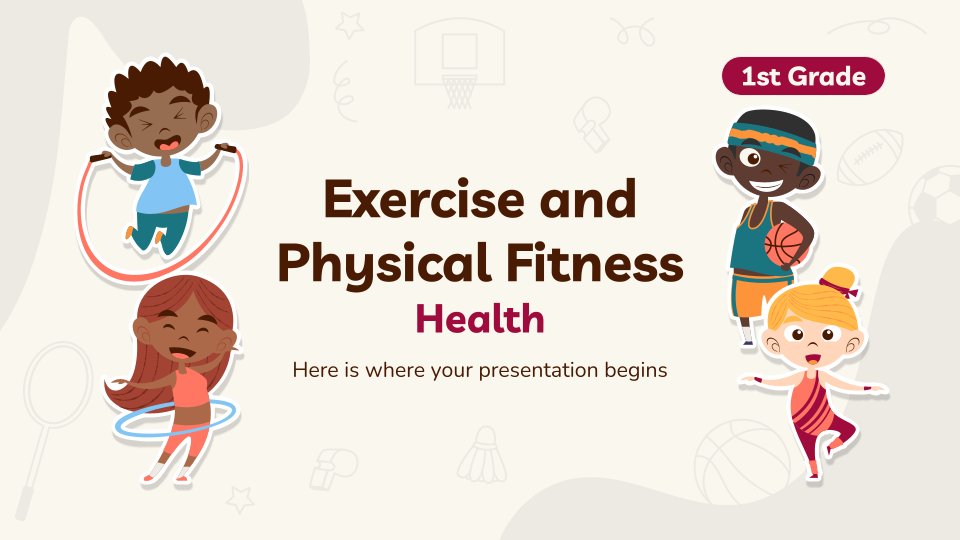 1st Grade
Exercise and
Physical Fitness
Health
Here is where your presentation begins